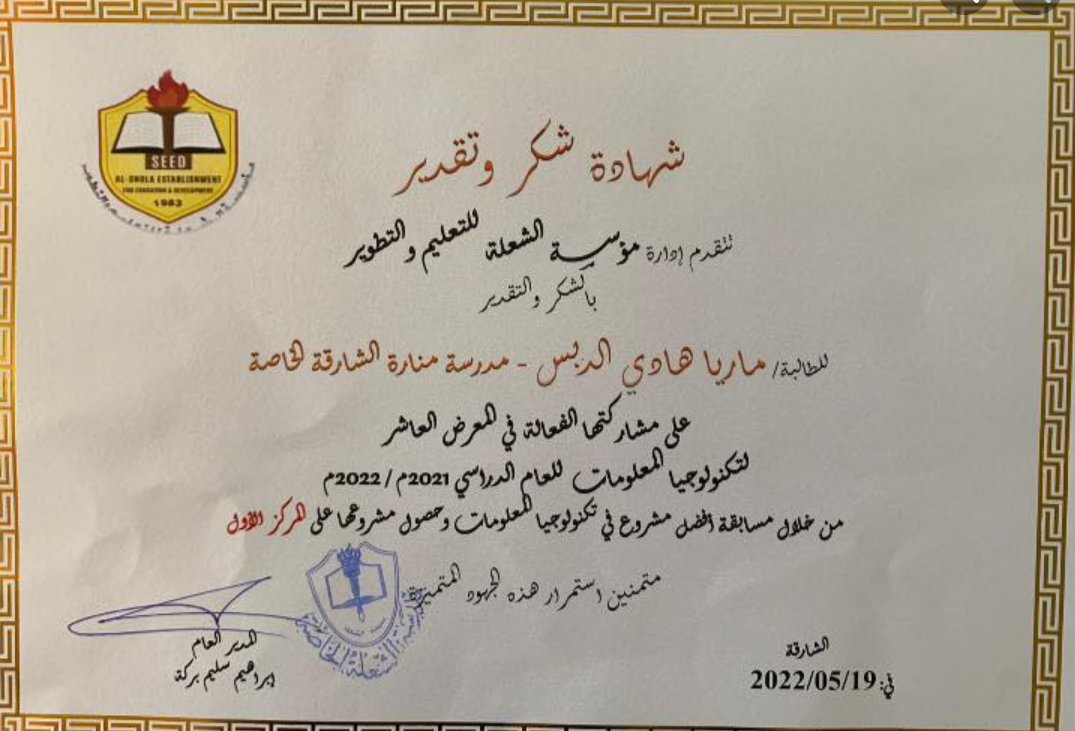 SEED
AL-SHOLA ESTABLISHMENT
FOR EDUCATION & DEVELOPMENT
1983
شهادة شكر وتقدير
تتقدم إدارة مؤسسة الشعلة للتعليم و التطوير
بالشكر والتقدير
للطالبة/ ماريا هادي الدبس - مدرسة منارة الشارقة الخاصة
على مشاركتها الفعالة في المعرض العاشر
لتكنولوجيا المعلومات للعام الدراسي 2021م / 2022م
من خلال مسابقة أفضل مشروع في تكنولوجيا المعلومات وحصول مشروعها على المركز الأول
متمنين استمرار هذه الجهود المتميزة
الشعلة الخاصة
المدير العام
إبراهيم سليم بركة
الشارقة
في: 2022/05/19